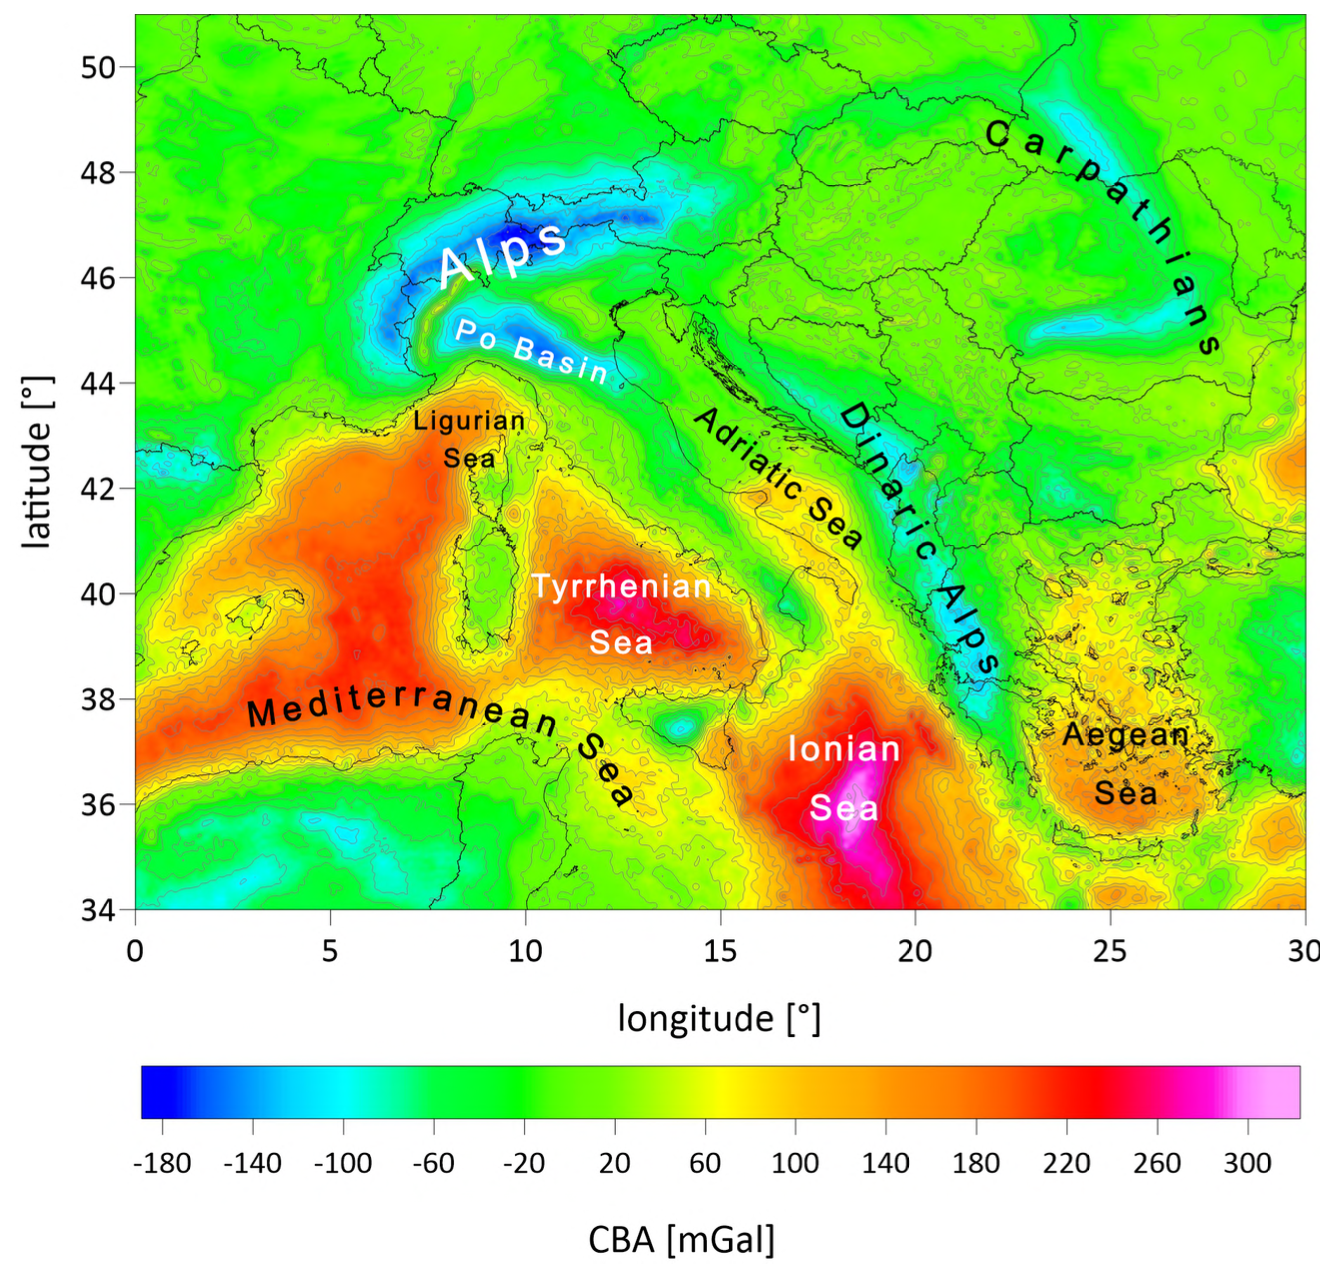 50
48
46
44
42
40
38
36
34
latitude [°]
Carpathians
Alps
Po Basin
Ligurian
Sea
Adriatic Sea
Dinaric Alps
Tyrrhenian
Sea
Mediterranean Sea
Ionian
Sea
Aegean
Sea
0 5 10 15 20 25 30
longitude [°]
-180 -140 -100 -60 -20 20 60 100 140 180 220 260 300
CBA [mGal]